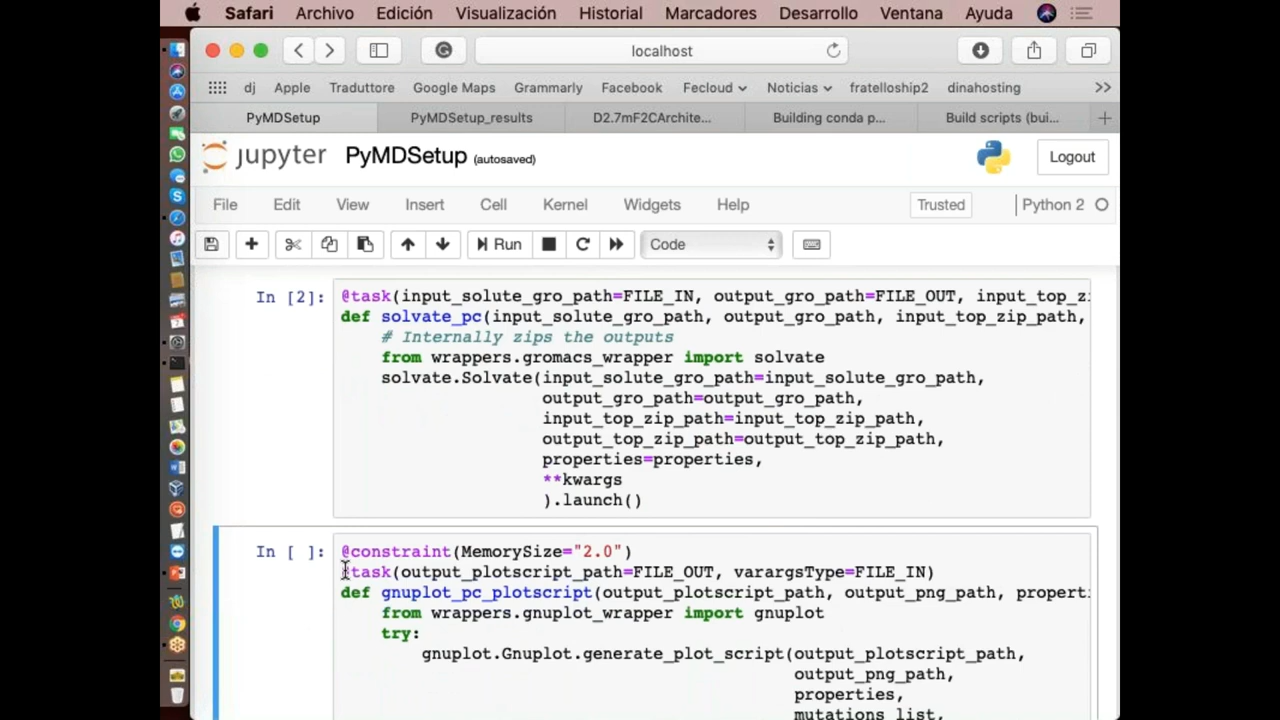 Safari Archivo Edición Visualización Historial Marcadores Desarrollo Ventana Ayuda
localhost
dj Apple Traduttore Google Maps Grammarly Facebook Fecloud Noticias fratelloship2 dinahosting
PyMDSetup PyMDSetup_results D2.7mF2CArchite... Building conda p... Build scripts (bui...
jupyter PyMDSetup (autosaved) Logout
File Edit View Insert Cell Kernel Widgets Help Trusted Python 2
Run Code
In [2]: @task(input_solute_gro_path=FILE_IN, output_gro_path=FILE_OUT, input_top_zi
def solvate_pc(input_solute_gro_path, output_gro_path, input_top_zip_path,
# Internally zips the outputs
from wrappers.gromacs_wrapper import solvate
solvate.Solvate(input_solute_gro_path=input_solute_gro_path,
output_gro_path=output_gro_path,
input_top_zip_path=input_top_zip_path,
output_top_zip_path=output_top_zip_path,
properties=properties,
**kwargs
).launch()
In [ ]: @constraint(MemorySize="2.0")
@task(output_plotscript_path=FILE_OUT, varargsType=FILE_IN)
def gnuplot_pc_plotscript(output_plotscript_path, output_png_path, properti
from wrappers.gnuplot_wrapper import gnuplot
try:
gnuplot.Gnuplot.generate_plot_script(output_plotscript_path,
output_png_path,
properties,
mutations_list,